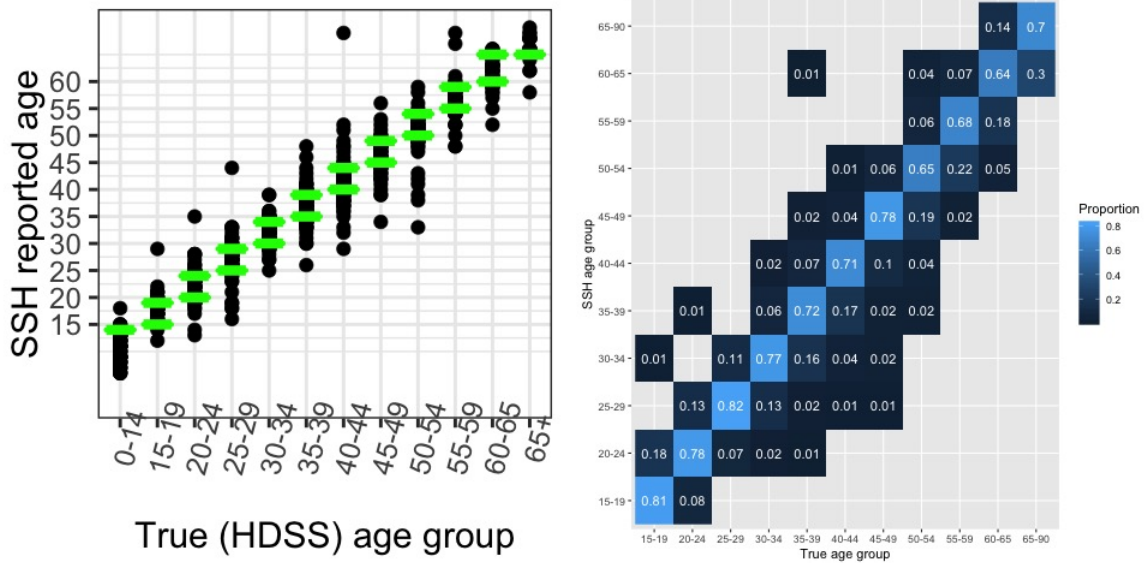 SSH reported age
60
50
45
40
35
30
25
20
15
0-14
15-19
20-24
25-29
30-34
35-39
40-44
45-49
50-54
55-59
60-65
65+
True (HDSS) age group
65-90 0.14 0.7
60-65 0.01 0.04 0.07 0.64 0.3
55-59 0.06 0.68 0.18
50-54 0.01 0.06 0.65 0.22 0.05
45-49 0.02 0.04 0.78 0.19 0.02
40-44 0.02 0.07 0.71 0.1 0.04
35-39 0.01 0.06 0.72 0.17 0.02 0.02
30-34 0.01 0.11 0.77 0.16 0.04 0.02
25-29 0.13 0.82 0.13 0.02 0.01 0.01
20-24 0.18 0.78 0.07 0.02 0.01
15-19 0.81 0.08
SSH age group
15-19 20-24 25-29 30-34 35-39 40-44 45-49 50-54 55-59 60-65 65-90
True age group
Proportion
0.8
0.6
0.4
0.2